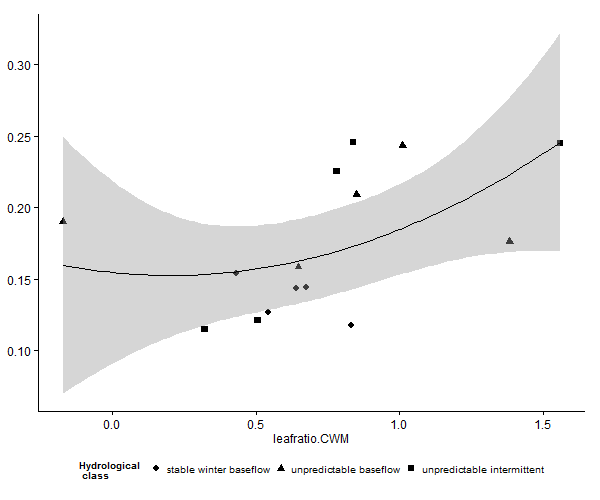 0.30
0.25
0.20
0.15
0.10
0.0 0.5 1.0 1.5
leafratio.CWM
Hydrological
class
stable winter baseflow unpredictable baseflow unpredictable intermittent